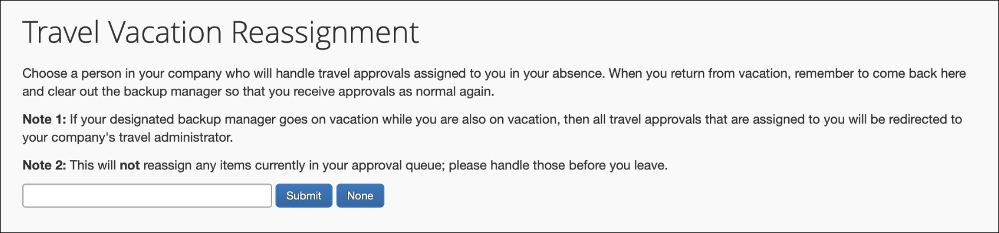 Travel Vacation Reassignment
Choose a person in your company who will handle travel approvals assigned to you in your absence. When you return from vacation, remember to come back here
and clear out the backup manager so that you receive approvals as normal again.
Note 1: If your designated backup manager goes on vacation while you are also on vacation, then all travel approvals that are assigned to you will be redirected to
your company's travel administrator.
Note 2: This will not reassign any items currently in your approval queue; please handle those before you leave.
Submit None